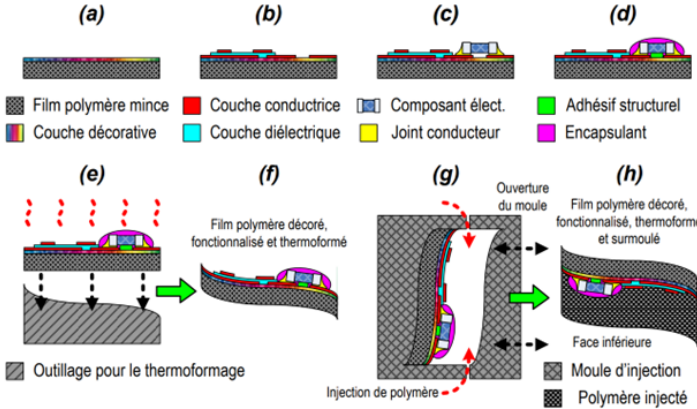 (a) (b) (c) (d)
Film polymère mince Couche conductrice Composant élect. Adhésif structurel
Couche décorative Couche diélectrique Joint conducteur Encapsulant
(e) (f) (g) (h)
Film polymère décoré,
fonctionnalisé et thermoformé
Ouverture
du moule
Film polymère décoré,
fonctionnalisé, thermoformé
et surmoulé
Outillage pour le thermoformage
Injection de polymère
Face inférieure
Moule d'injection
Polymère injecté